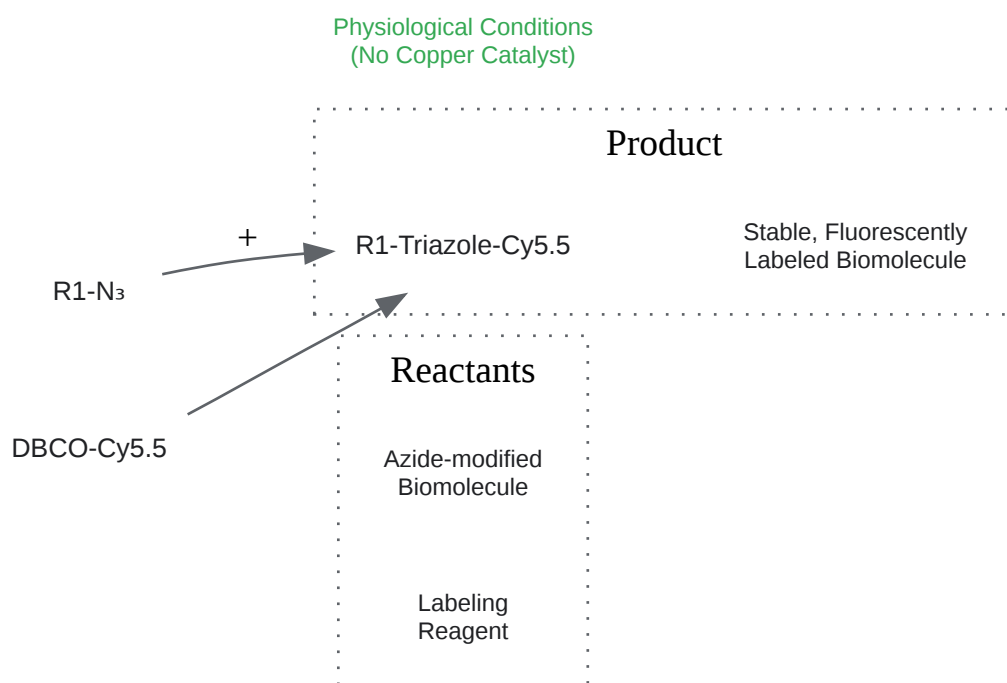 Physiological Conditions
(No Copper Catalyst)
Product
+
R1-Triazole-Cy5.5
Stable, Fluorescently
Labeled Biomolecule
R1-N₃
Reactants
DBCO-Cy5.5
Azide-modified
Biomolecule
Labeling
Reagent